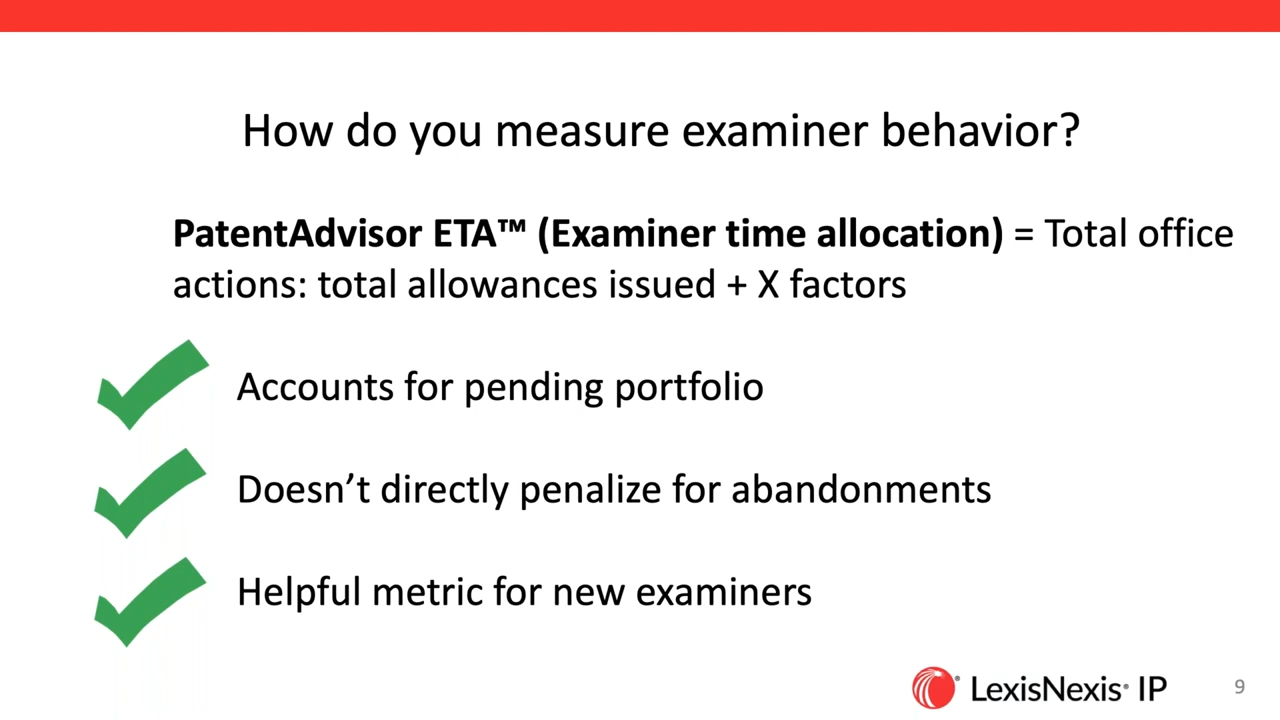 How do you measure examiner behavior?
PatentAdvisor ETA™ (Examiner time allocation) = Total office
actions: total allowances issued + X factors
Accounts for pending portfolio
Doesn’t directly penalize for abandonments
Helpful metric for new examiners
LexisNexis® IP
9